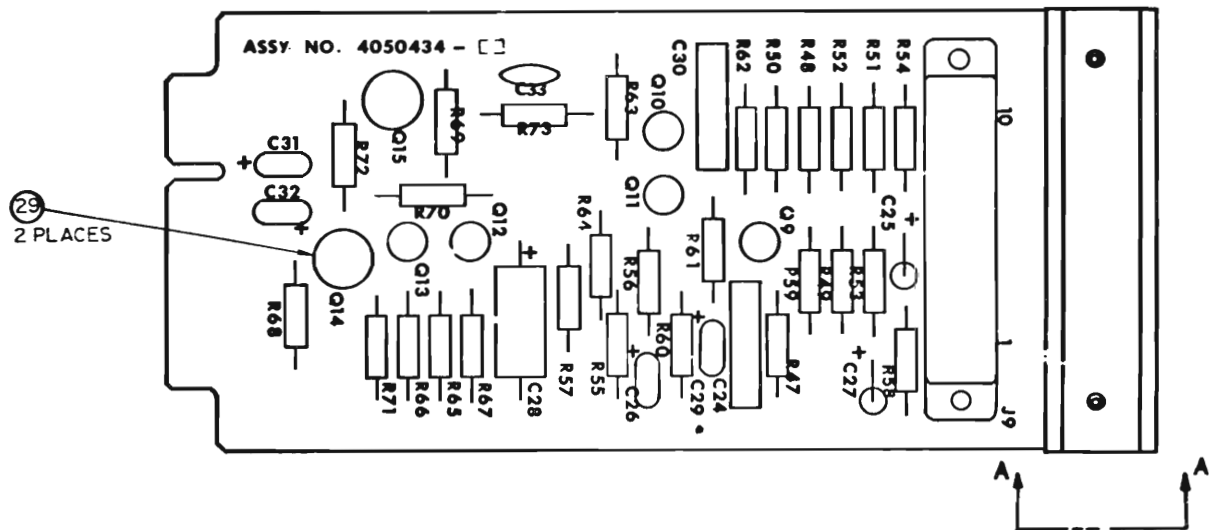 ASSY NO. 4050434 - [ ]
C33
R73
R63
Q10
C30
R62
R50
R48
R52
R51
R54
10
R69
Q15
R72
+ C31
C32
+
29
2 PLACES
R70
Q12
Q13
Q14
R68
Q11
R64
R56
R61
Q9
C25
+
R59
R49
R53
R71
R66
R65
R67
+
C28
R57
R55
+
C26
R60
+
C29
C24
R47
+
C27
R58
1
J9
A
A